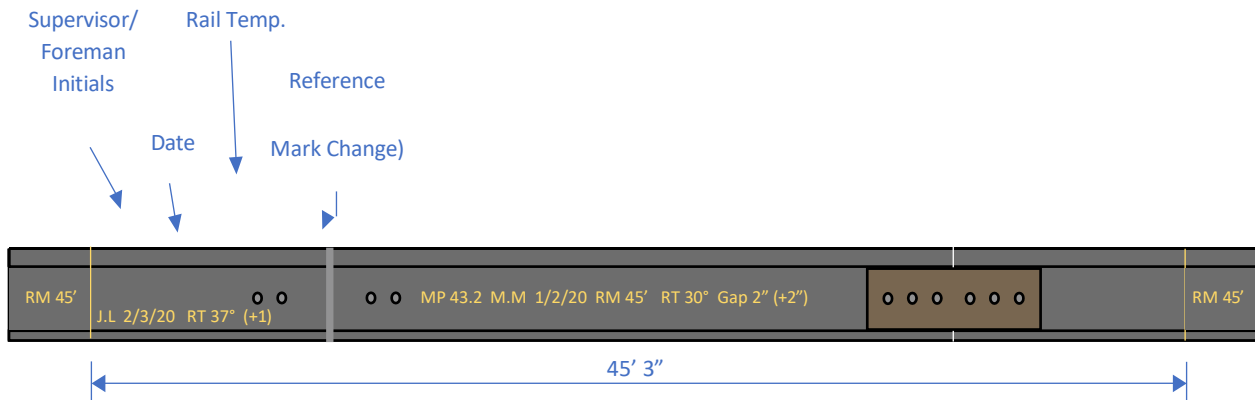 Supervisor/
Foreman
Initials
Rail Temp.
Reference
Date
Mark Change)
RM 45’
J.L 2/3/20 RT 37° (+1)
MP 43.2 M.M 1/2/20 RM 45’ RT 30° Gap 2” (+2”)
RM 45’
45’ 3”